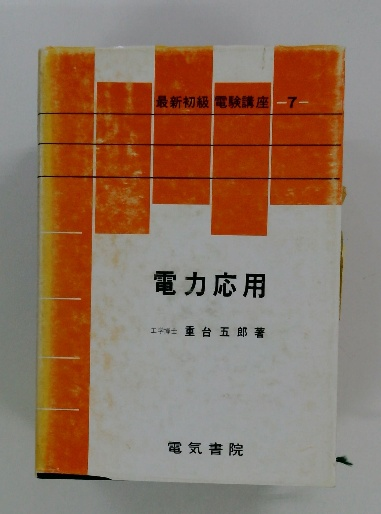 最新初級 電験講座 −7−
電力応用
工学博士 重台五郎著
電気書院